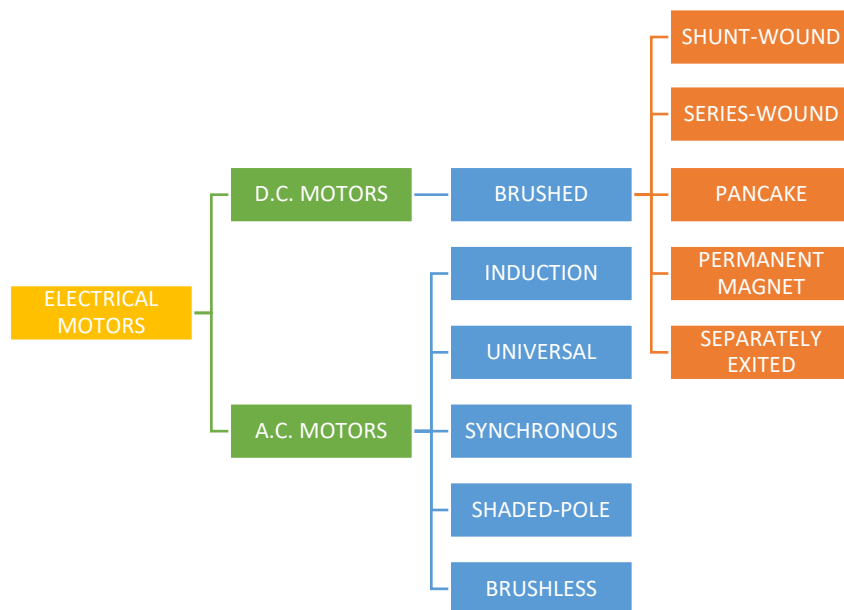 ELECTRICAL
MOTORS
D.C. MOTORS
BRUSHED
SHUNT-WOUND
SERIES-WOUND
PANCAKE
PERMANENT
MAGNET
SEPARATELY
EXITED
A.C. MOTORS
INDUCTION
UNIVERSAL
SYNCHRONOUS
SHADED-POLE
BRUSHLESS